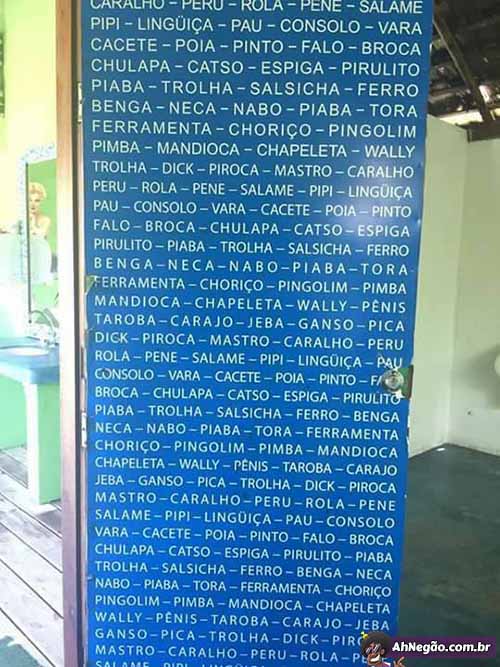 CARALHO – PERU – ROLA – PENE – SALAME
PIPI – LINGÜIÇA – PAU – CONSOLO – VARA
CACETE – POIA – PINTO – FALO – BROCA
CHULAPA – CATSO – ESPIGA – PIRULITO
PIABA – TROLHA – SALSICHA – FERRO
BENGA – NECA – NABO – PIABA – TORA
FERRAMENTA – CHORIÇO – PINGOLIM
PIMBA – MANDIOCA – CHAPELETA – WALLY
TROLHA – DICK – PIROCA – MASTRO – CARALHO
PERU – ROLA – PENE – SALAME – PIPI – LINGÜIÇA
PAU – CONSOLO – VARA – CACETE – POIA – PINTO
FALO – BROCA – CHULAPA – CATSO – ESPIGA
PIRULITO – PIABA – TROLHA – SALSICHA – FERRO
BENGA – NECA – NABO – PIABA – TORA
FERRAMENTA – CHORIÇO – PINGOLIM – PIMBA
MANDIOCA – CHAPELETA – WALLY – PÊNIS
TAROBA – CARAJO – JEBA – GANSO – PICA
DICK – PIROCA – MASTRO – CARALHO – PERU
ROLA – PENE – SALAME – PIPI – LINGÜIÇA – PAU
CONSOLO – VARA – CACETE – POIA – PINTO –
BROCA – CHULAPA – CATSO – ESPIGA – PIRULITO
PIABA – TROLHA – SALSICHA – FERRO – BENGA
NECA – NABO – PIABA – TORA – FERRAMENTA
CHORIÇO – PINGOLIM – PIMBA – MANDIOCA
CHAPELETA – WALLY – PÊNIS – TAROBA – CARAJO
JEBA – GANSO – PICA – TROLHA – DICK – PIROCA
MASTRO – CARALHO – PERU – ROLA – PENE
SALAME – PIPI – LINGÜIÇA – PAU – CONSOLO
VARA – CACETE – POIA – PINTO – FALO – BROCA
CHULAPA – CATSO – ESPIGA – PIRULITO – PIABA
TROLHA – SALSICHA – FERRO – BENGA – NECA
NABO – PIABA – TORA – FERRAMENTA – CHORIÇO
PINGOLIM – PIMBA – MANDIOCA – CHAPELETA
WALLY – PÊNIS – TAROBA – CARAJO – JEBA
GANSO – PICA – TROLHA – DICK –
MASTRO – CARALHO – PERU – ROLA –
SALAME – PIPI – LINGÜIÇA –
AhNegão.com.br